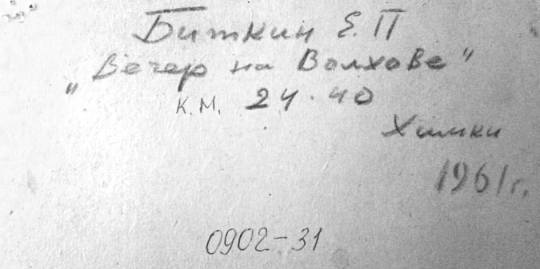 Биткин Е.П
„Вечер на Волхове"
К.М. 24·40
Химки
1961г.
0902-31